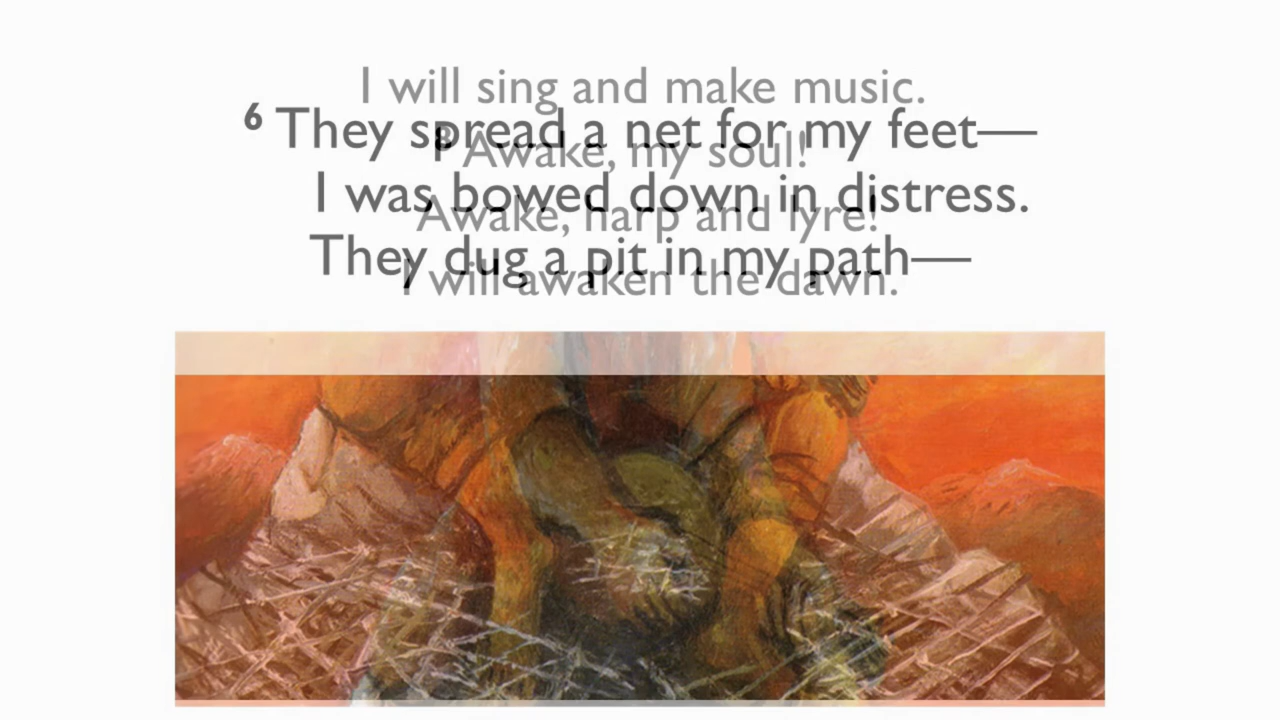 I will sing and make music.
⁶ They spread a net for my feet—
⁸ Awake, my soul!
I was bowed down in distress.
Awake, harp and lyre!
They dug a pit in my path—
I will awaken the dawn.